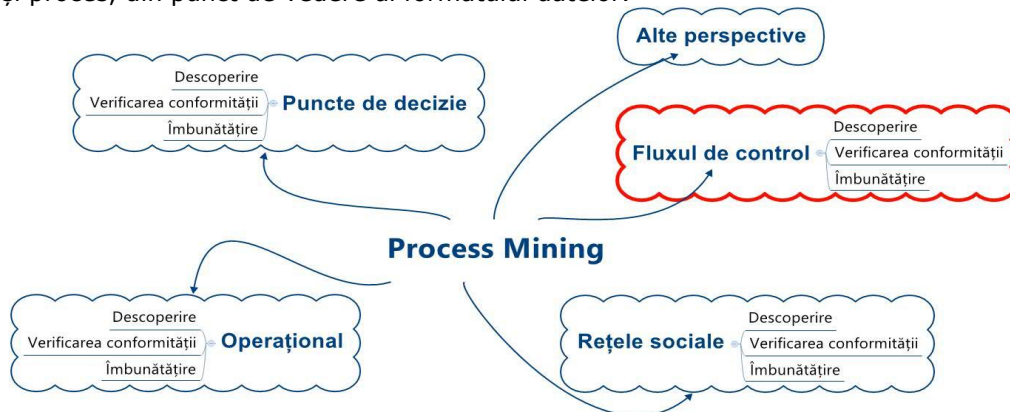 și proces, din punct de vedere al formatului datelor.
Alte perspective
Descoperire
Verificarea conformității
Îmbunătățire
Puncte de decizie
Fluxul de control
Descoperire
Verificarea conformității
Îmbunătățire
Process Mining
Descoperire
Verificarea conformității
Îmbunătățire
Operațional
Rețele sociale
Descoperire
Verificarea conformității
Îmbunătățire